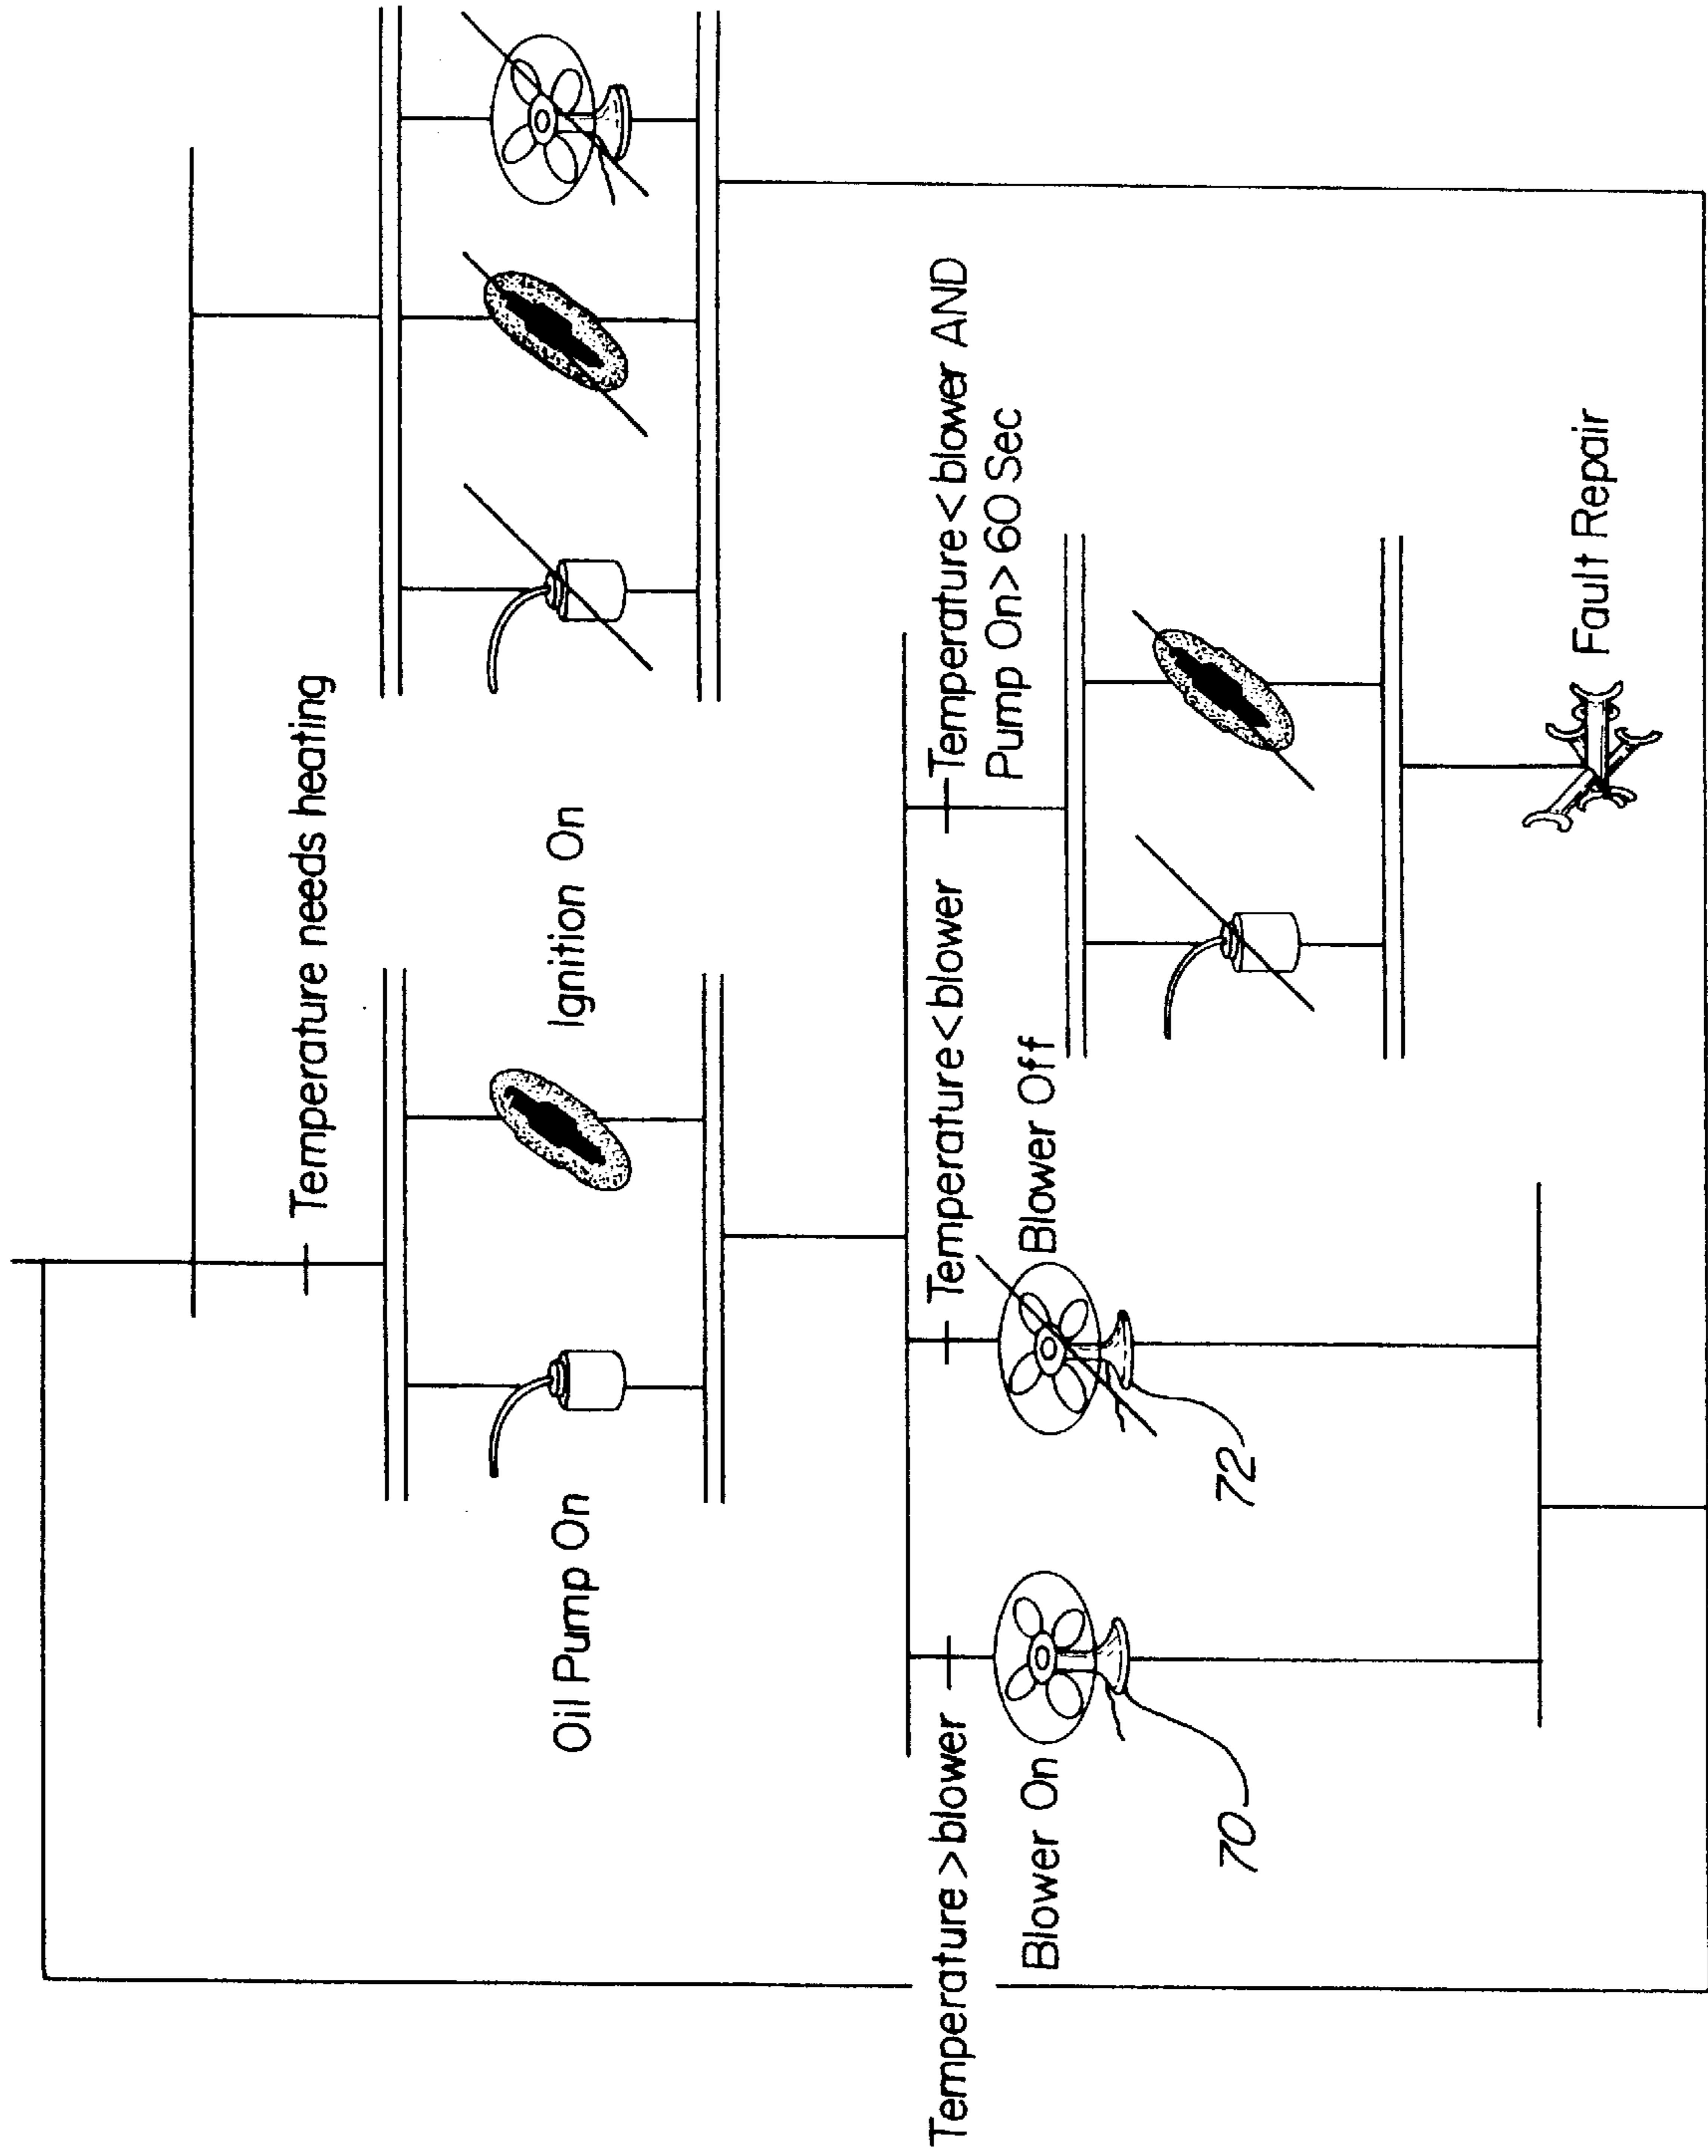 Temperature needs heating
Oil Pump On
Ignition On
Temperature>blower
Temperature<blower
Temperature<blower AND
Pump On>60 Sec
Blower On
Blower Off
70
72
Fault Repair